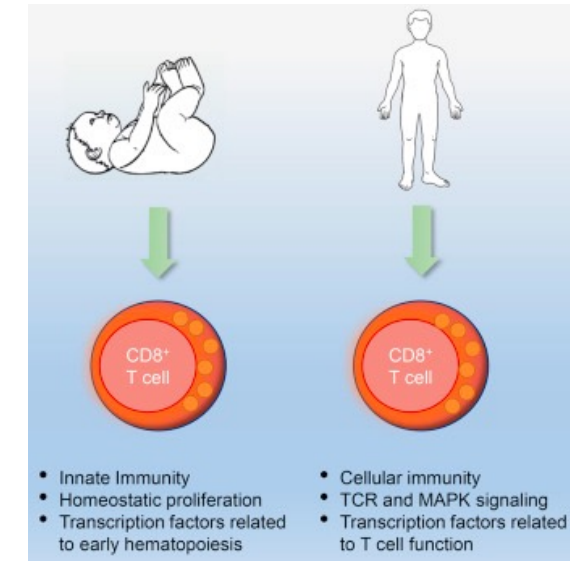 CD8⁺
T cell
CD8⁺
T cell
• Innate Immunity
• Homeostatic proliferation
• Transcription factors related
to early hematopoiesis
• Cellular immunity
• TCR and MAPK signaling
• Transcription factors related
to T cell function